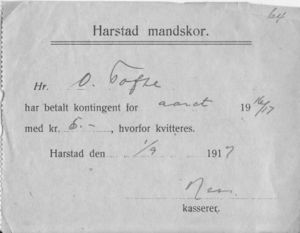 64
Harstad mandskor.
Hr. O. Tofte
har betalt kontingent for aaret 1916/17
med kr. 5.-, hvorfor kvitteres.
Harstad den 1/9 1917
kasserer.